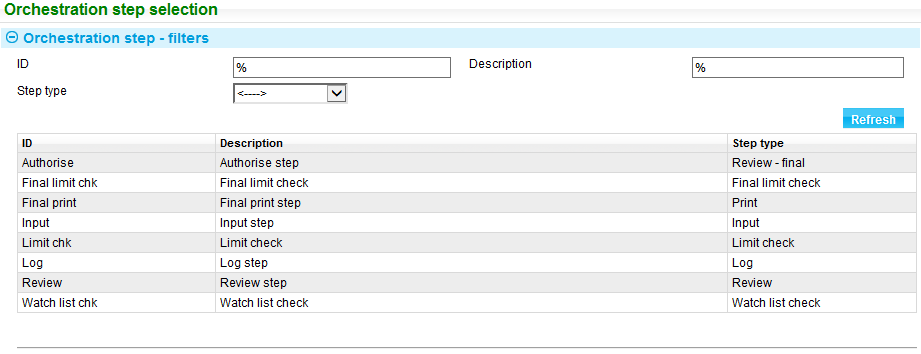 Orchestration step selection
Orchestration step - filters
ID % Description %
Step type <---->
Refresh
ID Description Step type
Authorise Authorise step Review - final
Final limit chk Final limit check Final limit check
Final print Final print step Print
Input Input step Input
Limit chk Limit check Limit check
Log Log step Log
Review Review step Review
Watch list chk Watch list check Watch list check